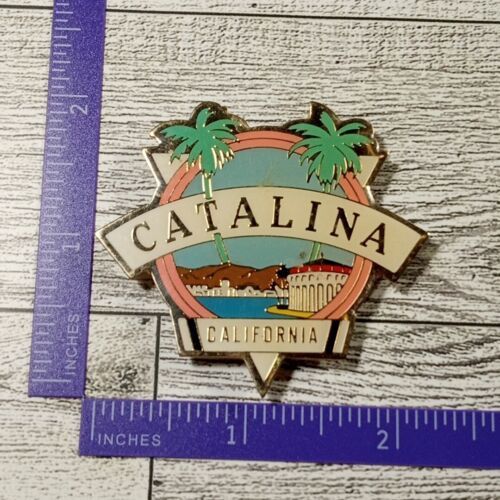 CATALINA
CALIFORNIA
2
1
INCHES
INCHES 1 2